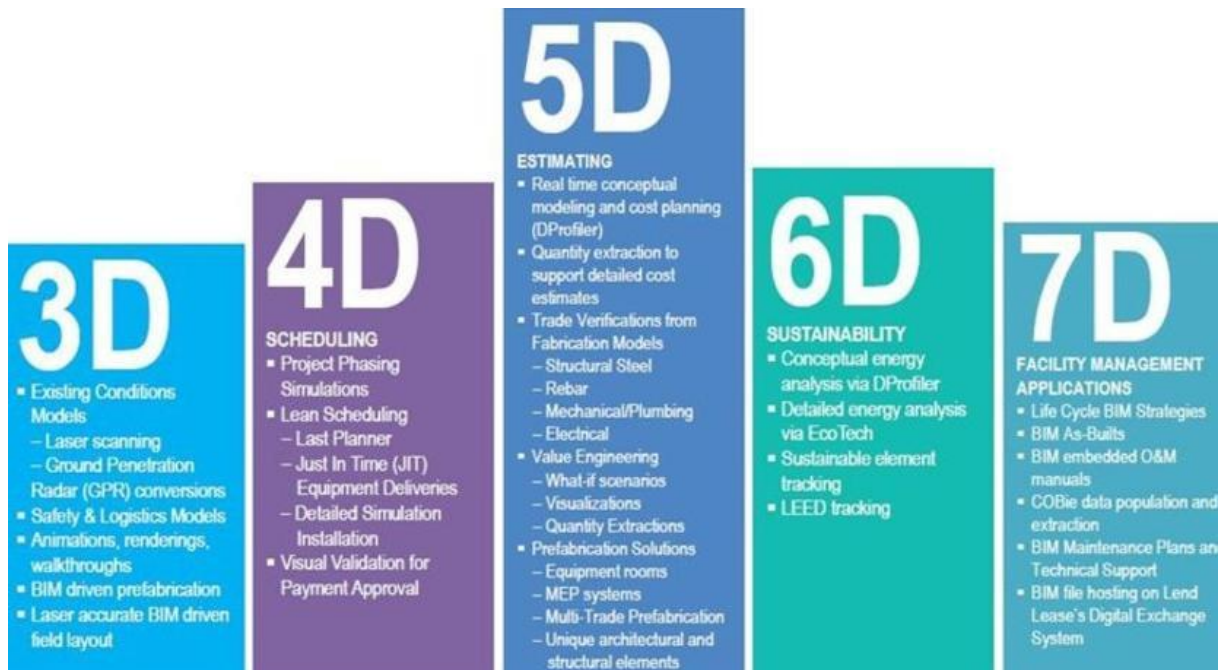 3D
▪ Existing Conditions
Models
– Laser scanning
– Ground Penetration
Radar (GPR) conversions
▪ Safety & Logistics Models
▪ Animations, renderings,
walkthroughs
▪ BIM driven prefabrication
▪ Laser accurate BIM driven
field layout
4D
SCHEDULING
▪ Project Phasing
Simulations
▪ Lean Scheduling
– Last Planner
– Just In Time (JIT)
Equipment Deliveries
– Detailed Simulation
Installation
▪ Visual Validation for
Payment Approval
5D
ESTIMATING
▪ Real time conceptual
modeling and cost planning
(DProfiler)
▪ Quantity extraction to
support detailed cost
estimates
▪ Trade Verifications from
Fabrication Models
– Structural Steel
– Rebar
– Mechanical/Plumbing
– Electrical
▪ Value Engineering
– What-if scenarios
– Visualizations
– Quantity Extractions
▪ Prefabrication Solutions
– Equipment rooms
– MEP systems
– Multi-Trade Prefabrication
– Unique architectural and
structural elements
6D
SUSTAINABILITY
▪ Conceptual energy
analysis via DProfiler
▪ Detailed energy analysis
via EcoTech
▪ Sustainable element
tracking
▪ LEED tracking
7D
FACILITY MANAGEMENT
APPLICATIONS
▪ Life Cycle BIM Strategies
▪ BIM As-Builts
▪ BIM embedded O&M
manuals
▪ COBie data population and
extraction
▪ BIM Maintenance Plans and
Technical Support
▪ BIM file hosting on Lend
Lease's Digital Exchange
System